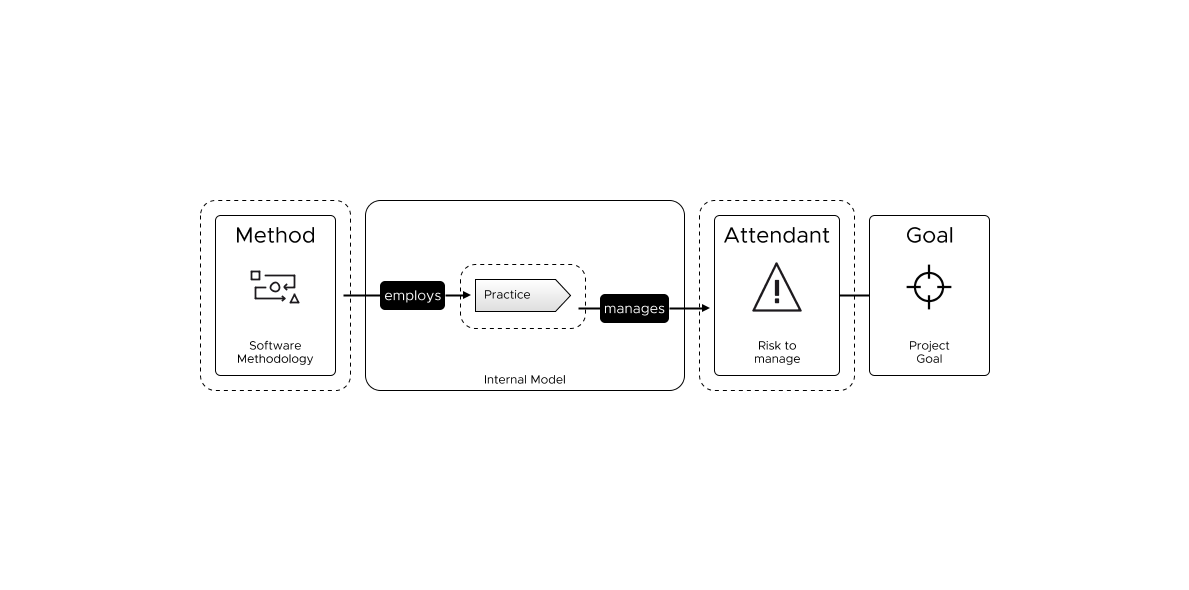 Method
Software
Methodology
employs
Practice
manages
Internal Model
Attendant
Risk to
manage
Goal
Project
Goal